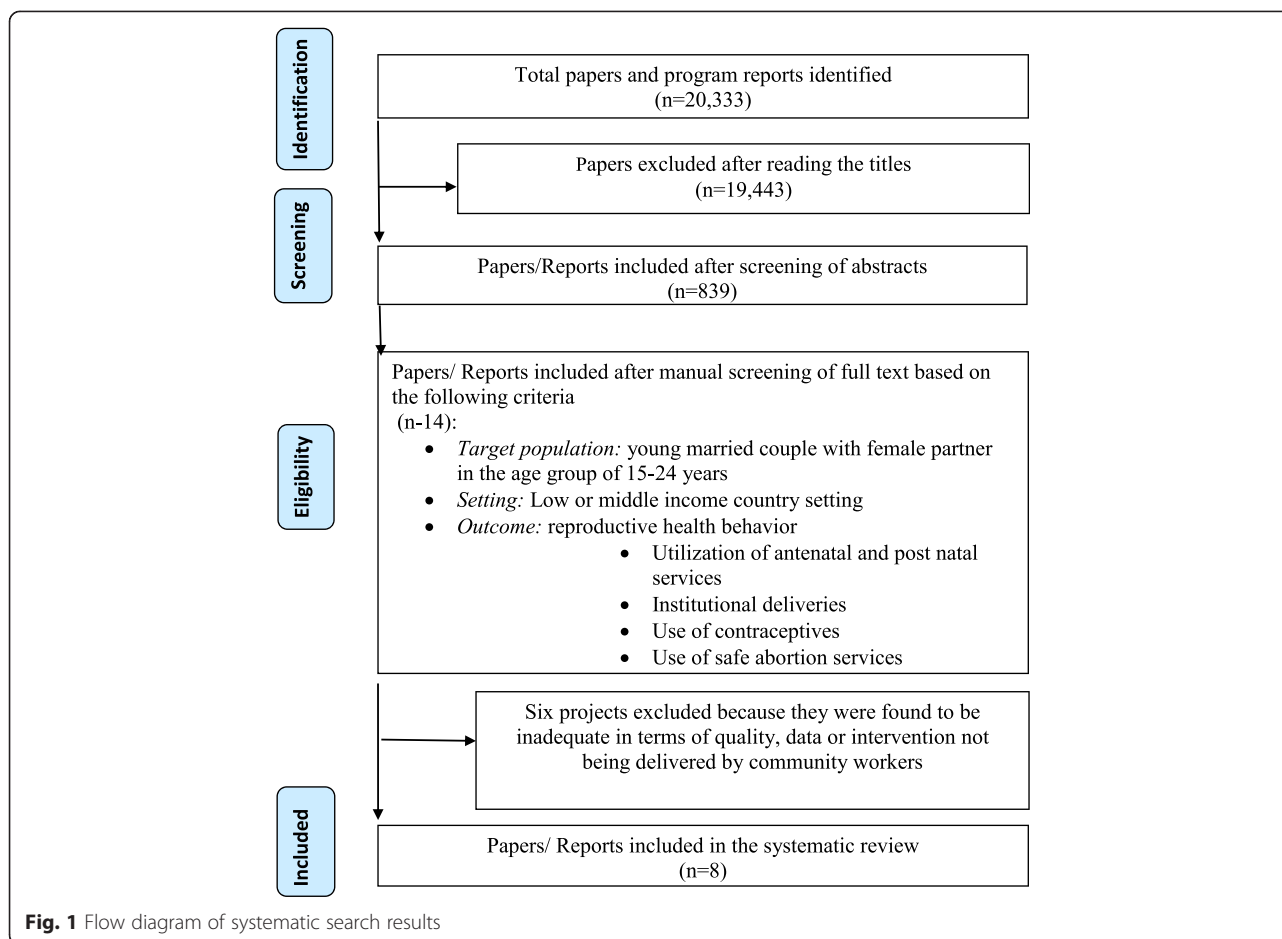 Identification
Total papers and program reports identified
(n=20,333)
Papers excluded after reading the titles
(n=19,443)
Screening
Papers/Reports included after screening of abstracts
(n=839)
Eligibility
Papers/ Reports included after manual screening of full text based on
the following criteria
(n-14):
• Target population: young married couple with female partner
in the age group of 15-24 years
• Setting: Low or middle income country setting
• Outcome: reproductive health behavior
• Utilization of antenatal and post natal
services
• Institutional deliveries
• Use of contraceptives
• Use of safe abortion services
Six projects excluded because they were found to be
inadequate in terms of quality, data or intervention not
being delivered by community workers
Included
Papers/ Reports included in the systematic review
(n=8)
Fig. 1 Flow diagram of systematic search results